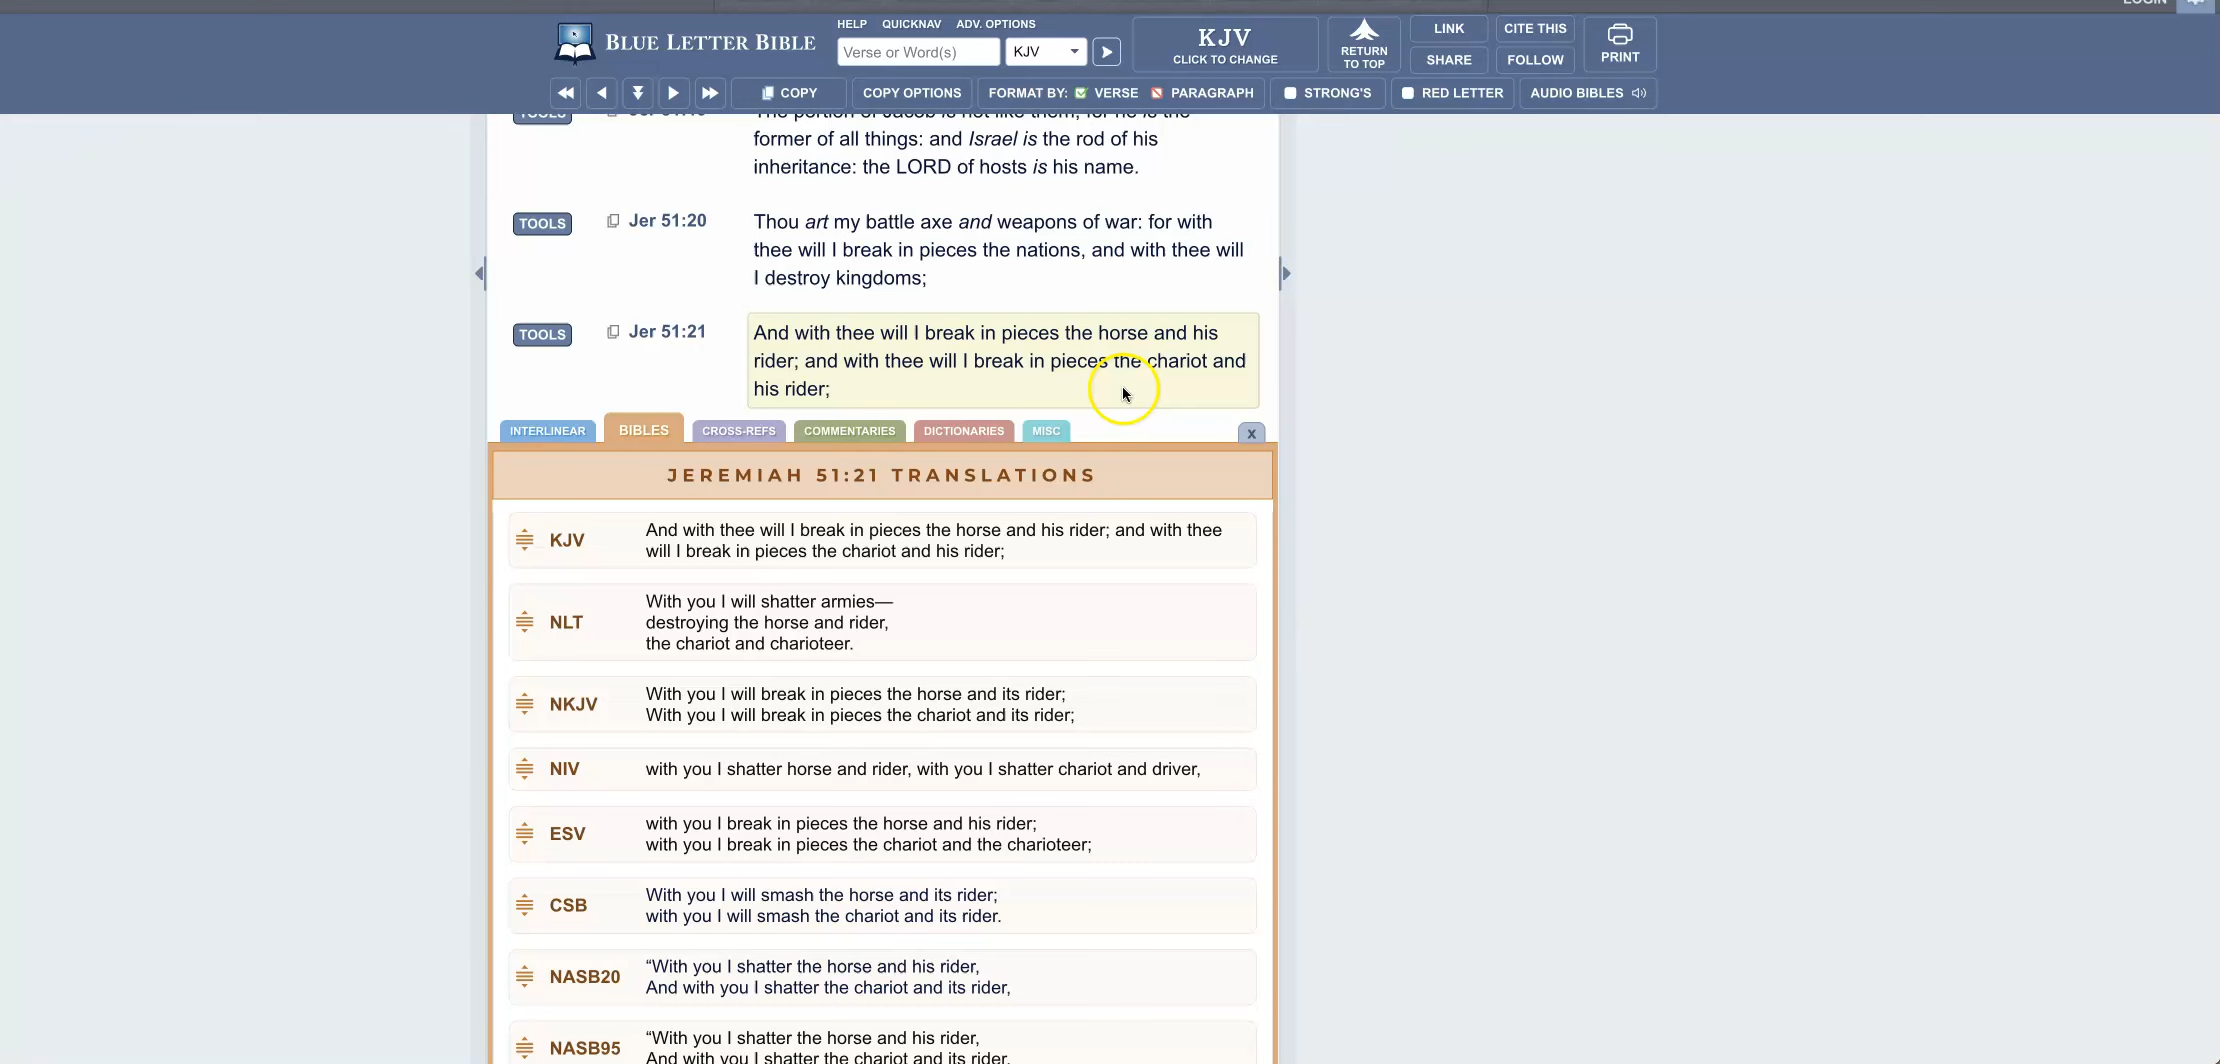 LOGIN
HELP QUICKNAV ADV. OPTIONS
BLUE LETTER BIBLE
Verse or Word(s) KJV
KJV
CLICK TO CHANGE
RETURN
TO TOP
LINK
CITE THIS
SHARE
FOLLOW
PRINT
COPY COPY OPTIONS FORMAT BY: VERSE PARAGRAPH STRONG'S RED LETTER AUDIO BIBLES
TOOLS The portion of Jacob is not like them; for he is the
former of all things: and Israel is the rod of his
inheritance: the LORD of hosts is his name.
TOOLS Jer 51:20 Thou art my battle axe and weapons of war: for with
thee will I break in pieces the nations, and with thee will
I destroy kingdoms;
TOOLS Jer 51:21 And with thee will I break in pieces the horse and his
rider; and with thee will I break in pieces the chariot and
his rider;
INTERLINEAR BIBLES CROSS-REFS COMMENTARIES DICTIONARIES MISC X
JEREMIAH 51:21 TRANSLATIONS
KJV And with thee will I break in pieces the horse and his rider; and with thee
will I break in pieces the chariot and his rider;
NLT With you I will shatter armies—
destroying the horse and rider,
the chariot and charioteer.
NKJV With you I will break in pieces the horse and its rider;
With you I will break in pieces the chariot and its rider;
NIV with you I shatter horse and rider, with you I shatter chariot and driver,
ESV with you I break in pieces the horse and his rider;
with you I break in pieces the chariot and the charioteer;
CSB With you I will smash the horse and its rider;
with you I will smash the chariot and its rider.
NASB20 “With you I shatter the horse and his rider,
And with you I shatter the chariot and its rider,
NASB95 “With you I shatter the horse and his rider,
And with you I shatter the chariot and its rider,